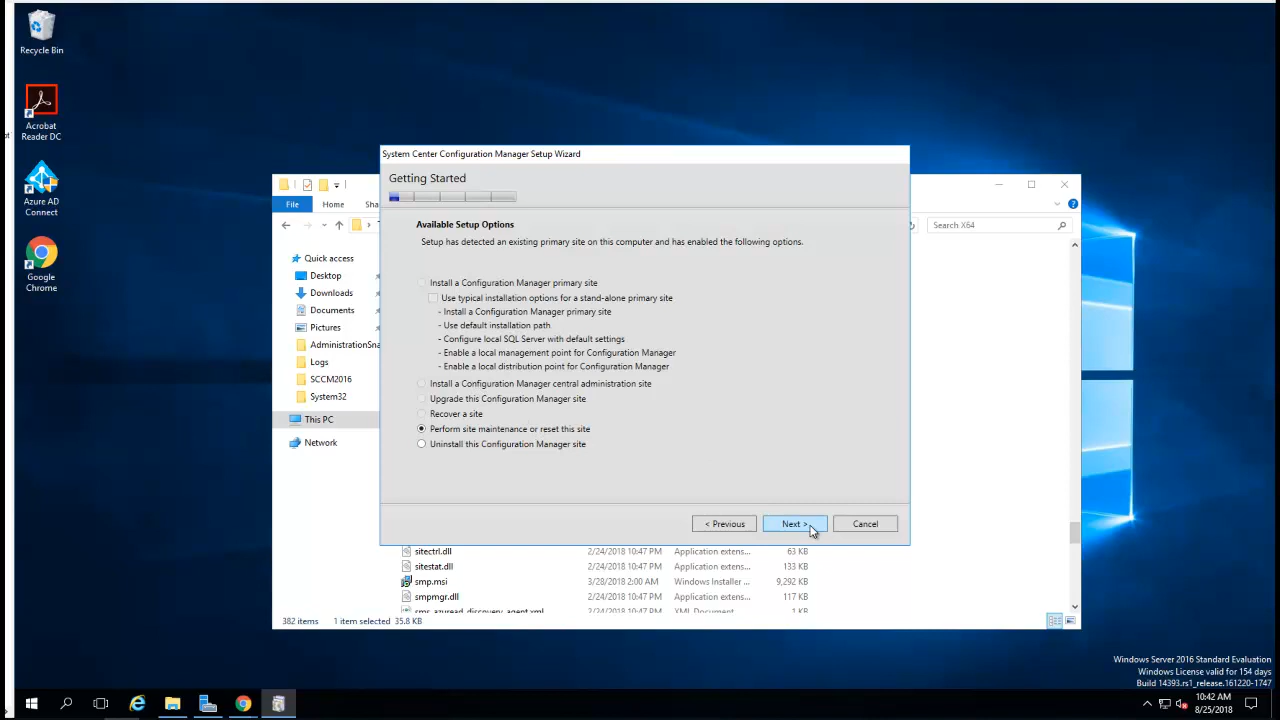 Recycle Bin
Acrobat
Reader DC
Azure AD
Connect
Google
Chrome
System Center Configuration Manager Setup Wizard
Getting Started
Available Setup Options
Setup has detected an existing primary site on this computer and has enabled the following options.
Install a Configuration Manager primary site
Use typical installation options for a stand-alone primary site
- Install a Configuration Manager primary site
- Use default installation path
- Configure local SQL Server with default settings
- Enable a local management point for Configuration Manager
- Enable a local distribution point for Configuration Manager
Install a Configuration Manager central administration site
Upgrade this Configuration Manager site
Recover a site
Perform site maintenance or reset this site
Uninstall this Configuration Manager site
< Previous
Next >
Cancel
File
Home
Sha
Search X64
Quick access
Desktop
Downloads
Documents
Pictures
AdministrationSna
Logs
SCCM2016
System32
This PC
Network
sitectrl.dll 2/24/2018 10:47 PM Application extens... 63 KB
sitestat.dll 2/24/2018 10:47 PM Application extens... 133 KB
smp.msi 3/28/2018 2:00 AM Windows Installer ... 9,292 KB
smpmgr.dll 2/24/2018 10:47 PM Application extens... 117 KB
sms_azuread_discovery_agent.xml 2/24/2018 10:47 PM XML Document 1 KB
382 items 1 item selected 35.8 KB
Windows Server 2016 Standard Evaluation
Windows License valid for 154 days
Build 14393.rs1_release.161220-1747
10:42 AM
8/25/2018